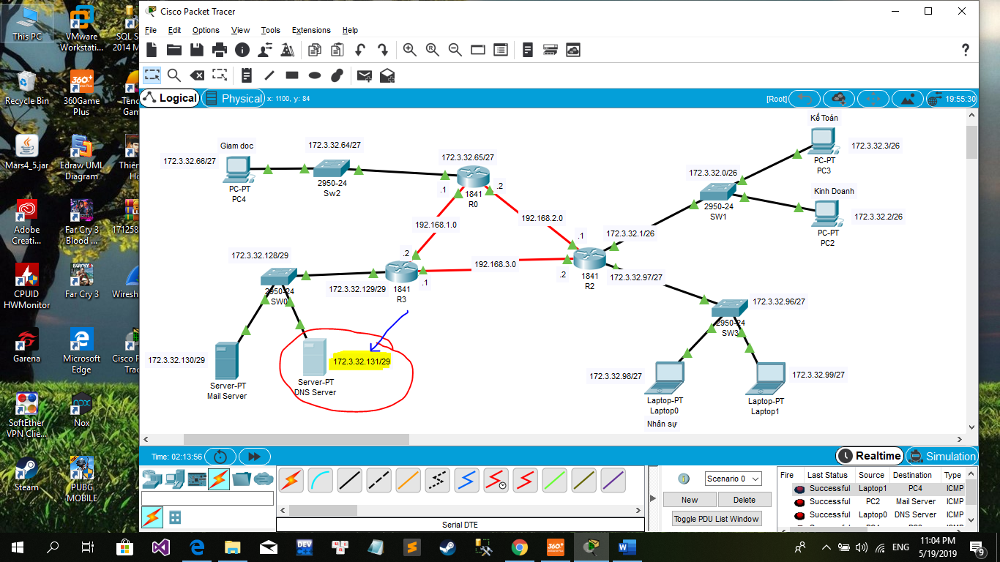 This PC
VMware
Workstati...
SQL S
2014 M
Recycle Bin
360Game
Plus
Tenc
Gam
Mars4_5.jar
Edraw UML
Diagram
Thiên
Hc
Adobe
Creati...
Far Cry 3
Blood ...
171258
CPUID
HWMonitor
Far Cry 3
Wiresh
Garena
Microsoft
Edge
Cisco P
Trac
SoftEther
VPN Clie...
Nox
Steam
PUBG
MOBILE
Cisco Packet Tracer
File Edit Options View Tools Extensions Help
Logical Physical x: 1100, y: 84 [Root] 19:55:30
Kế Toán
Giam doc
172.3.32.64/27
172.3.32.3/26
172.3.32.66/27
172.3.32.65/27
PC-PT
PC3
172.3.32.0/26
2950-24
Sw2
PC-PT
PC4
.1
1841
R0
.2
Kinh Doanh
2950-24
SW1
192.168.2.0
172.3.32.2/26
192.168.1.0
.1
172.3.32.1/26
PC-PT
PC2
172.3.32.128/29
.2
192.168.3.0
.2
1841
R2
172.3.32.97/27
172.3.32.129/29
.1
1841
R3
2950-24
SW0
172.3.32.96/27
2950-24
SW3
172.3.32.130/29
172.3.32.131/29
Server-PT
Mail Server
Server-PT
DNS Server
172.3.32.98/27
172.3.32.99/27
Laptop-PT
Laptop0
Laptop-PT
Laptop1
Nhân sự
Time: 02:13:56
Realtime Simulation
Scenario 0
New Delete
Toggle PDU List Window
Fire Last Status Source Destination Type
Successful Laptop1 PC4 ICMP
Successful PC2 Mail Server ICMP
Successful Laptop0 DNS Server ICMP
Serial DTE
ENG
11:04 PM
5/19/2019
9